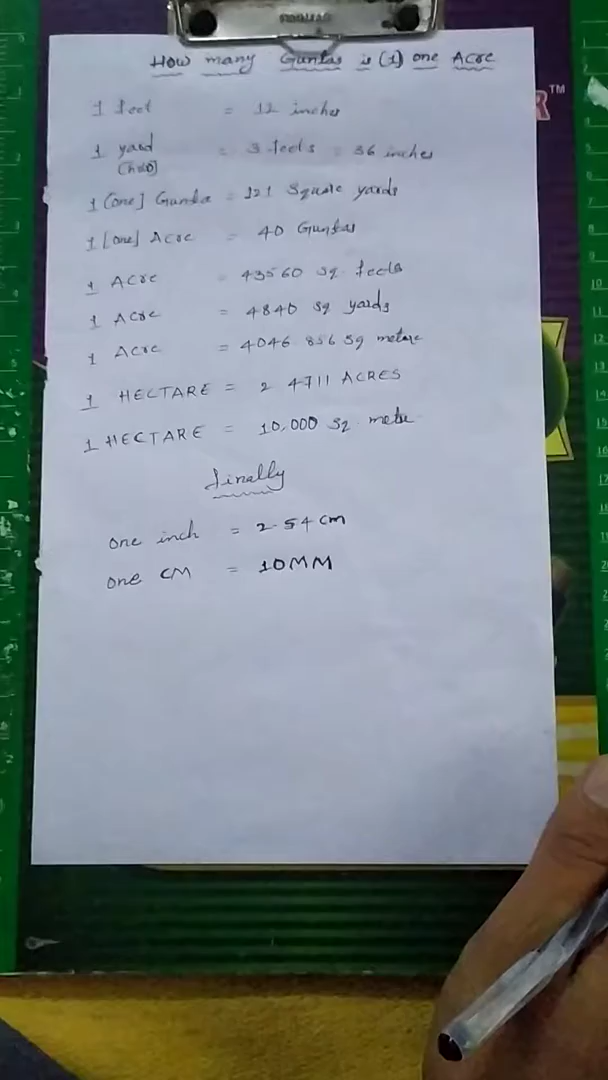 How many Guntas is (1) one Acre
1 feet = 12 inches
1 yard = 3 feets = 36 inches
1 [one] Gunta = 121 Square yards
1 [one] Acre = 40 Guntas
1 Acre = 43560 sq. feets
1 Acre = 4840 sq yards
1 Acre = 4046 856 sq metre
1 HECTARE = 2 4711 ACRES
1 HECTARE = 10,000 sq. metre
finally
one inch = 2.54 cm
one CM = 10MM
R™